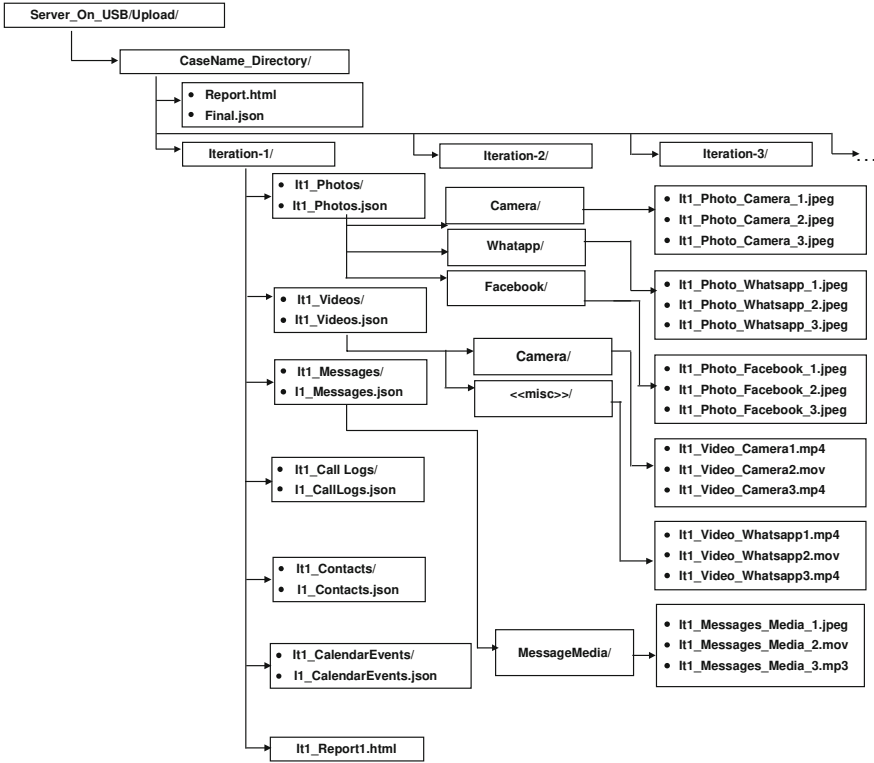 Server_On_USB/Upload/
CaseName_Directory/
• Report.html
• Final.json
Iteration-1/
Iteration-2/
Iteration-3/
...
• It1_Photos/
• It1_Photos.json
Camera/
• It1_Photo_Camera_1.jpeg
• It1_Photo_Camera_2.jpeg
• It1_Photo_Camera_3.jpeg
Whatapp/
Facebook/
• It1_Photo_Whatsapp_1.jpeg
• It1_Photo_Whatsapp_2.jpeg
• It1_Photo_Whatsapp_3.jpeg
• It1_Videos/
• It1_Videos.json
Camera/
<<misc>>/
• It1_Photo_Facebook_1.jpeg
• It1_Photo_Facebook_2.jpeg
• It1_Photo_Facebook_3.jpeg
• It1_Messages/
• I1_Messages.json
• It1_Video_Camera1.mp4
• It1_Video_Camera2.mov
• It1_Video_Camera3.mp4
• It1_Call Logs/
• I1_CallLogs.json
• It1_Video_Whatsapp1.mp4
• It1_Video_Whatsapp2.mov
• It1_Video_Whatsapp3.mp4
• It1_Contacts/
• I1_Contacts.json
• It1_CalendarEvents/
• I1_CalendarEvents.json
MessageMedia/
• It1_Messages_Media_1.jpeg
• It1_Messages_Media_2.mov
• It1_Messages_Media_3.mp3
It1_Report1.html